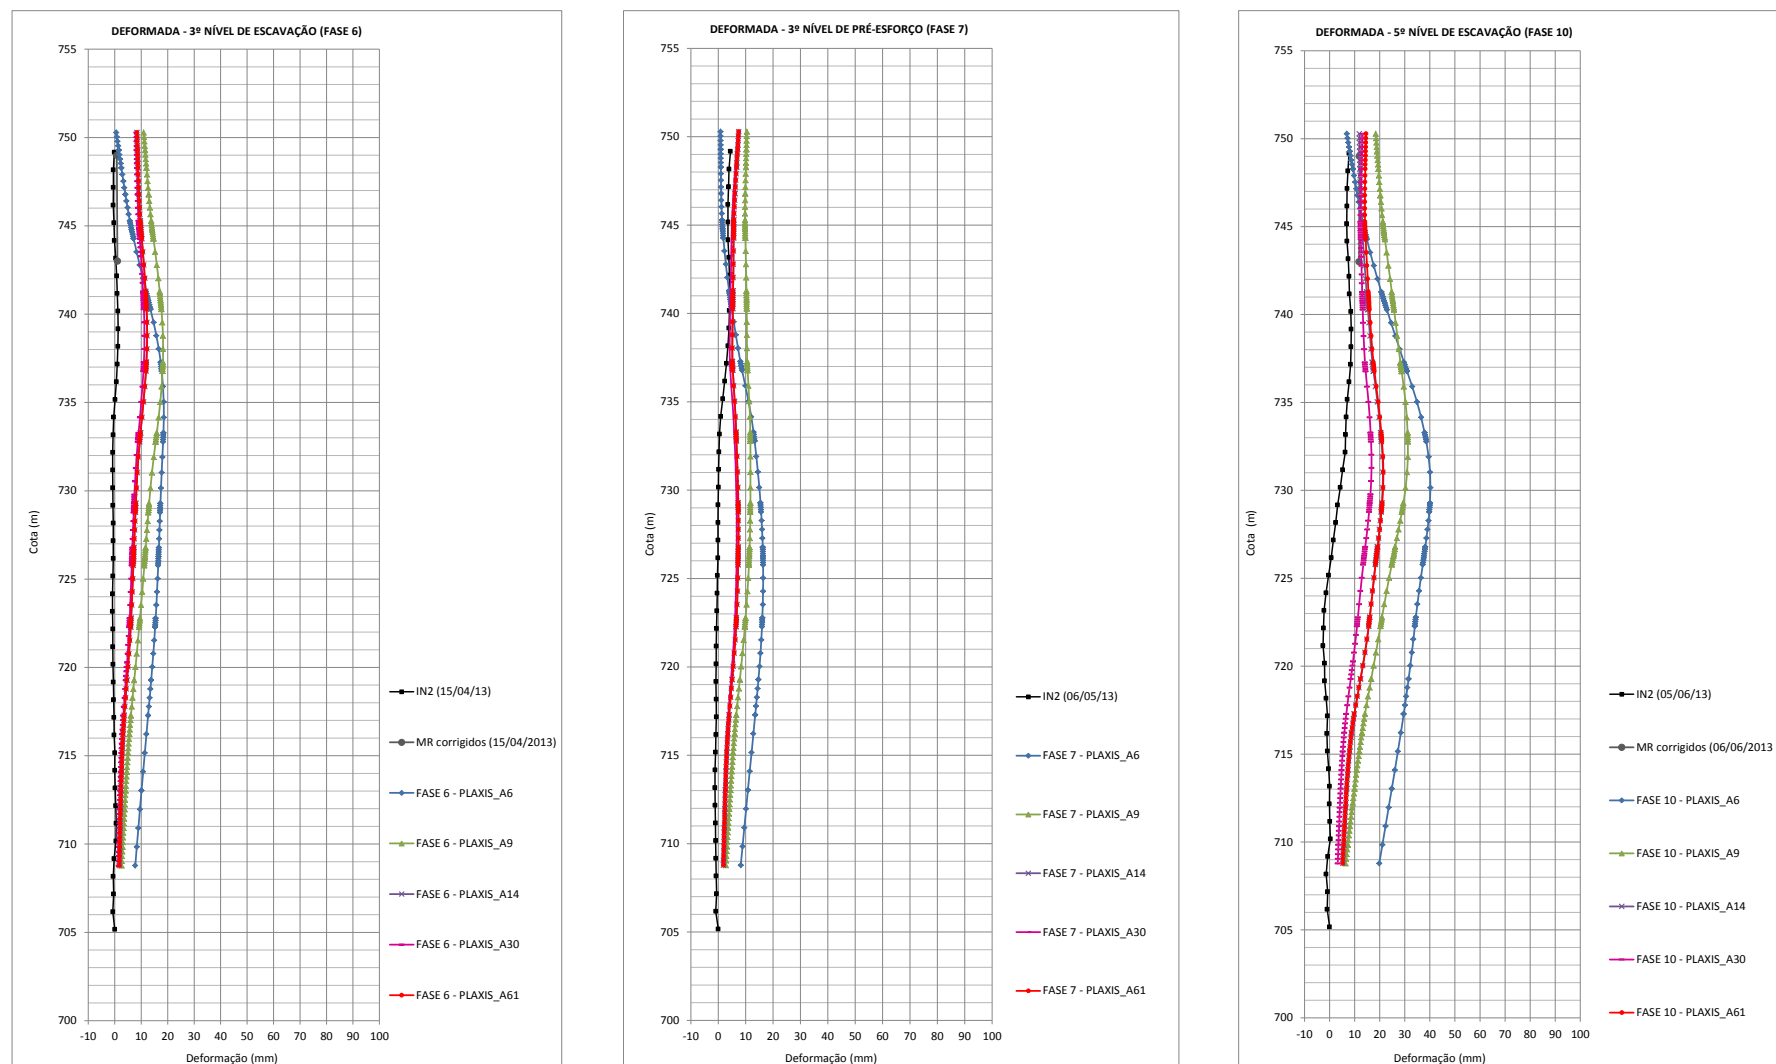 DEFORMADA - 3º NÍVEL DE ESCAVAÇÃO (FASE 6)
755
750
745
740
735
730
725
720
715
710
705
700
Cota (m)
-10 0 10 20 30 40 50 60 70 80 90 100
Deformação (mm)
IN2 (15/04/13)
MR corrigidos (15/04/2013)
FASE 6 - PLAXIS_A6
FASE 6 - PLAXIS_A9
FASE 6 - PLAXIS_A14
FASE 6 - PLAXIS_A30
FASE 6 - PLAXIS_A61
DEFORMADA - 3º NÍVEL DE PRÉ-ESFORÇO (FASE 7)
755
750
745
740
735
730
725
720
715
710
705
700
Cota (m)
-10 0 10 20 30 40 50 60 70 80 90 100
Deformação (mm)
IN2 (06/05/13)
FASE 7 - PLAXIS_A6
FASE 7 - PLAXIS_A9
FASE 7 - PLAXIS_A14
FASE 7 - PLAXIS_A30
FASE 7 - PLAXIS_A61
DEFORMADA - 5º NÍVEL DE ESCAVAÇÃO (FASE 10)
755
750
745
740
735
730
725
720
715
710
705
700
Cota (m)
-10 0 10 20 30 40 50 60 70 80 90 100
Deformação (mm)
IN2 (05/06/13)
MR corrigidos (06/06/2013
FASE 10 - PLAXIS_A6
FASE 10 - PLAXIS_A9
FASE 10 - PLAXIS_A14
FASE 10 - PLAXIS_A30
FASE 10 - PLAXIS_A61